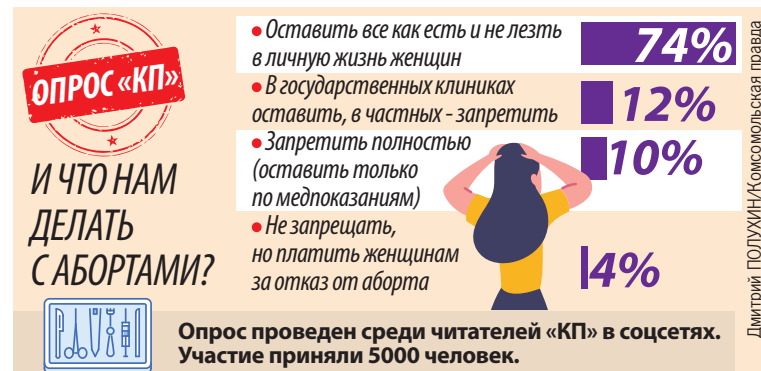 ОПРОС «КП»
И ЧТО НАМ
ДЕЛАТЬ
С АБОРТАМИ?
• Оставить все как есть и не лезть
в личную жизнь женщин
74%
• В государственных клиниках
оставить, в частных - запретить
12%
• Запретить полностью
(оставить только
по медпоказаниям)
10%
• Не запрещать,
но платить женщинам
за отказ от аборта
4%
Опрос проведен среди читателей «КП» в соцсетях.
Участие приняли 5000 человек.
Дмитрий ПОЛУХИН/Комсомольская правда